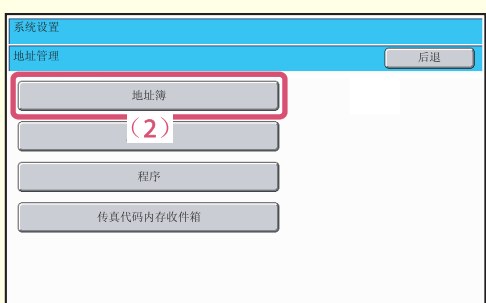 系统设置
地址管理
后退
地址簿
（2）
程序
传真代码内存收件箱